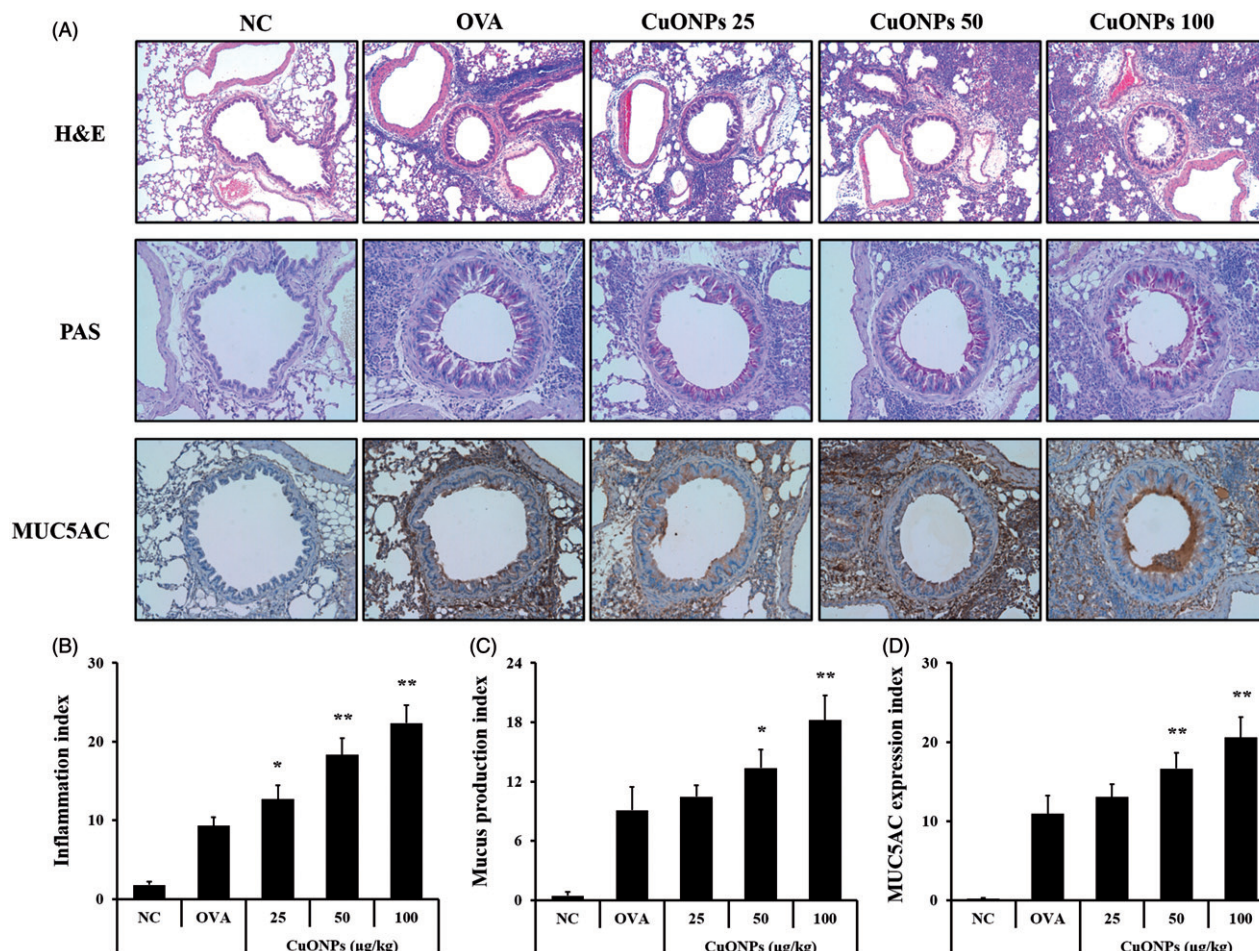 (A)
NC OVA CuONPs 25 CuONPs 50 CuONPs 100
H&E
PAS
MUC5AC
(B)
Inflammation index
30
20
10
0
* ** **
NC OVA 25 50 100
CuONPs (µg/kg)
(C)
Mucus production index
24
18
12
6
0
* **
NC OVA 25 50 100
CuONPs (µg/kg)
(D)
MUC5AC expression index
30
20
10
0
** **
NC OVA 25 50 100
CuONPs (µg/kg)